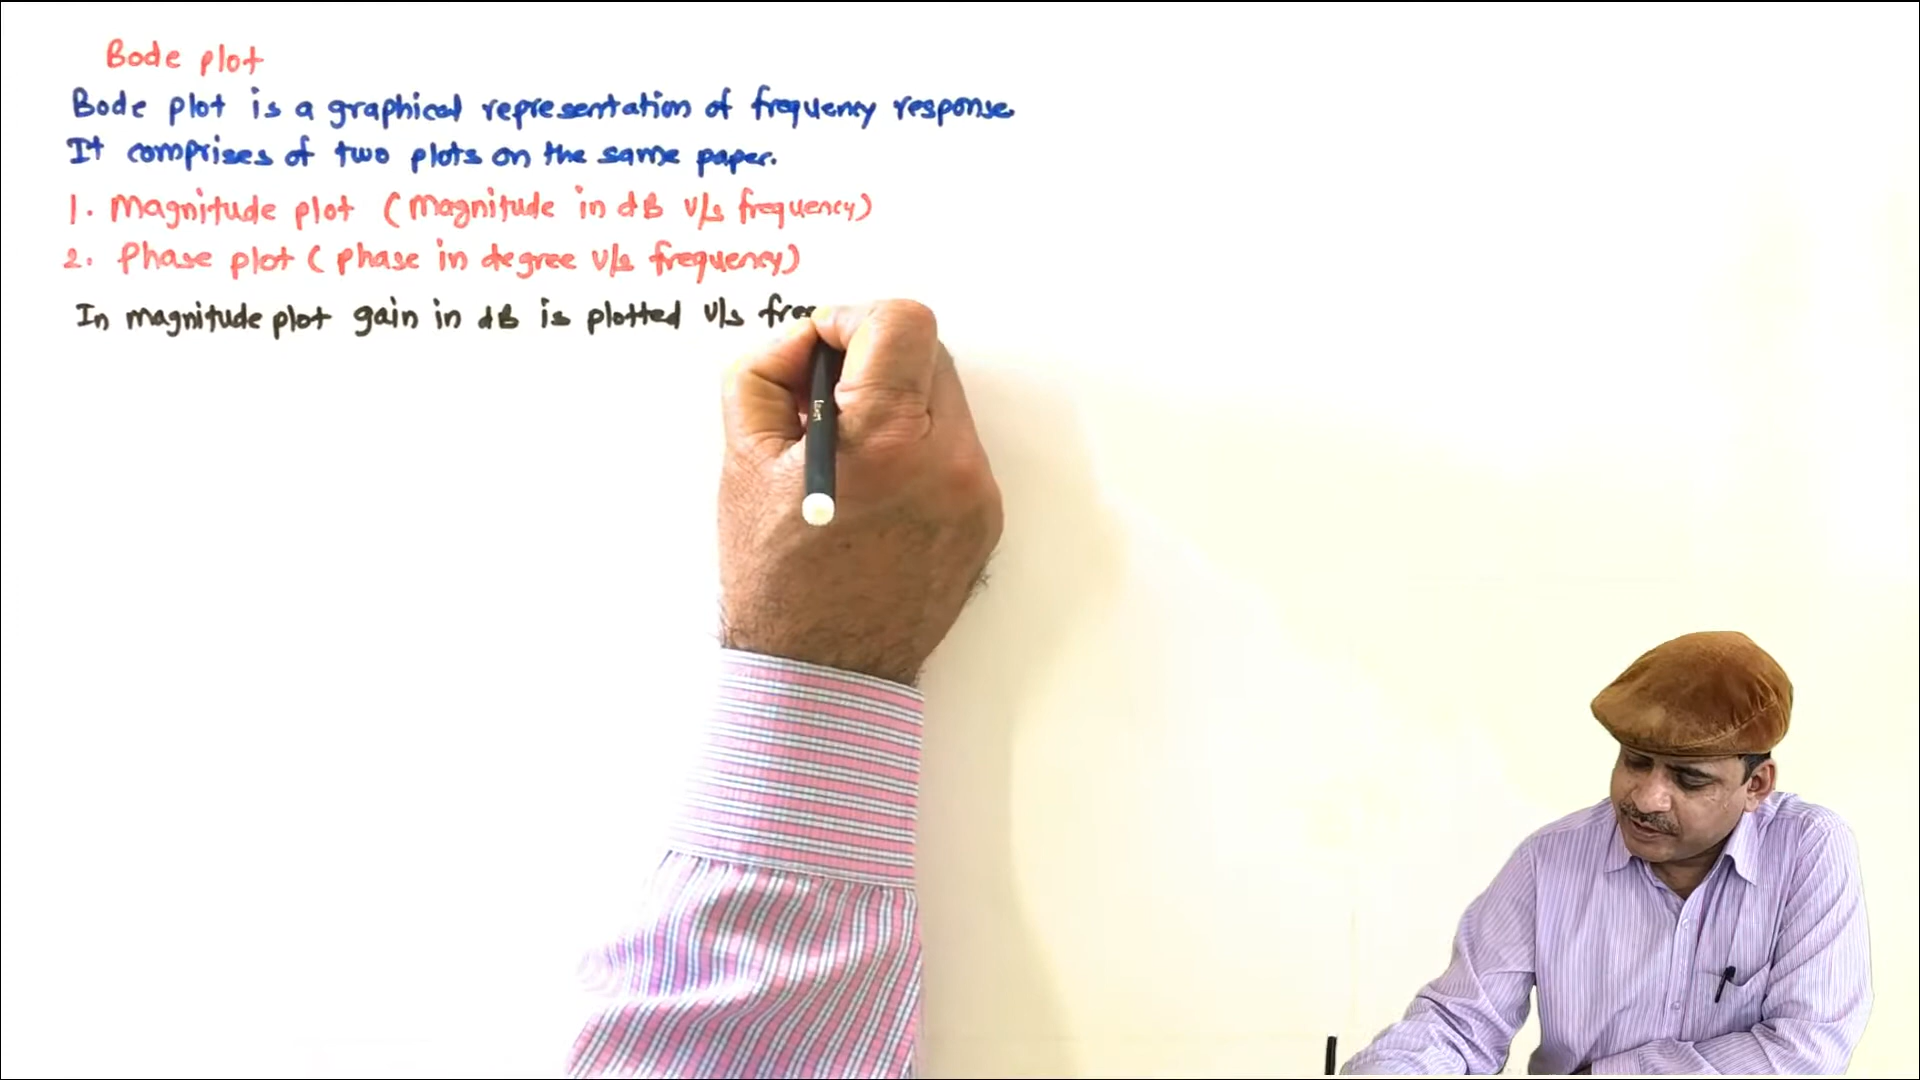 Bode plot
Bode plot is a graphical representation of frequency response.
It comprises of two plots on the same paper.
1. Magnitude plot (Magnitude in dB v/s frequency)
2. Phase plot (phase in degree v/s frequency)
In magnitude plot gain in dB is plotted v/s fre